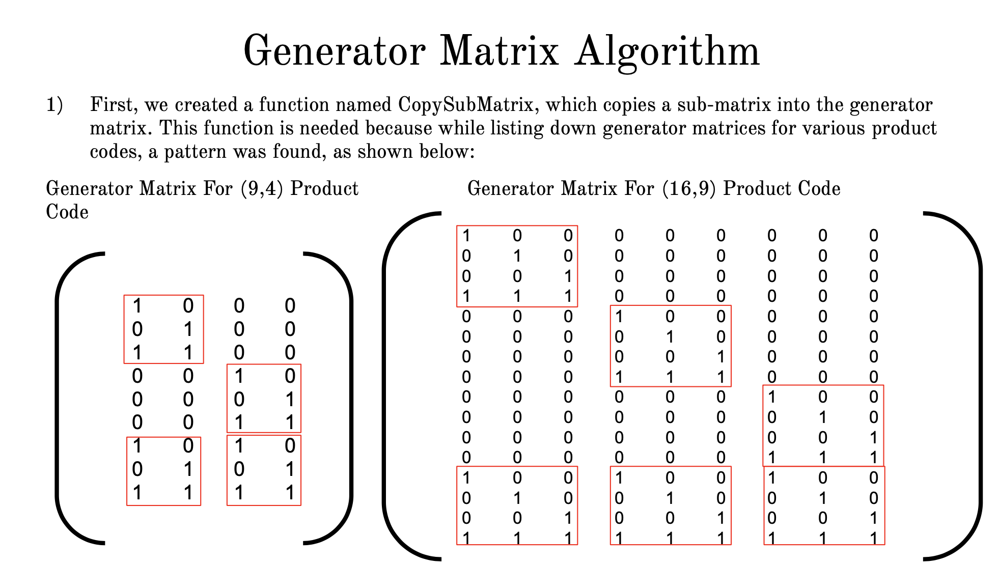 Generator Matrix Algorithm
1) First, we created a function named CopySubMatrix, which copies a sub-matrix into the generator
matrix. This function is needed because while listing down generator matrices for various product
codes, a pattern was found, as shown below:
Generator Matrix For (9,4) Product
Code
1 0 0 0
0 1 0 0
1 1 0 0
0 0 1 0
0 0 0 1
0 0 1 1
1 0 1 0
0 1 0 1
1 1 1 1
Generator Matrix For (16,9) Product Code
1 0 0 0 0 0 0 0 0
0 1 0 0 0 0 0 0 0
0 0 1 0 0 0 0 0 0
1 1 1 0 0 0 0 0 0
0 0 0 1 0 0 0 0 0
0 0 0 0 1 0 0 0 0
0 0 0 0 0 1 0 0 0
0 0 0 1 1 1 0 0 0
0 0 0 0 0 0 1 0 0
0 0 0 0 0 0 0 1 0
0 0 0 0 0 0 0 0 1
0 0 0 0 0 0 1 1 1
1 0 0 1 0 0 1 0 0
0 1 0 0 1 0 0 1 0
0 0 1 0 0 1 0 0 1
1 1 1 1 1 1 1 1 1